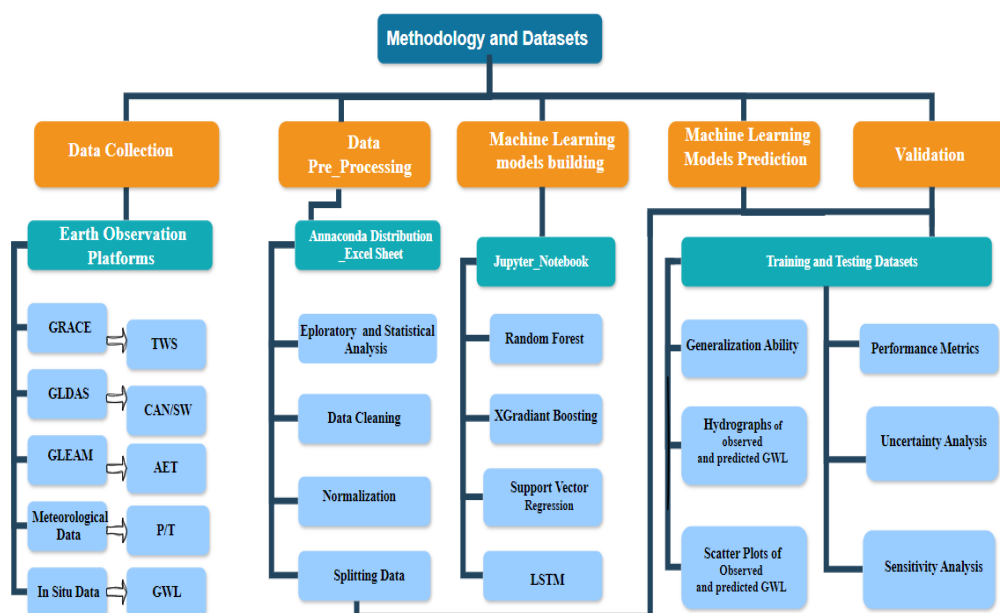 Methodology and Datasets
Data Collection
Data
Pre_Processing
Machine Learning
models building
Machine Learning
Models Prediction
Validation
Earth Observation
Platforms
GRACE
TWS
GLDAS
CAN/SW
GLEAM
AET
Meteorological
Data
P/T
In Situ Data
GWL
Annaconda Distribution
_Excel Sheet
Eploratory and Statistical
Analysis
Data Cleaning
Normalization
Splitting Data
Jupyter_Notebook
Random Forest
XGradiant Boosting
Support Vector
Regression
LSTM
Training and Testing Datasets
Generalization Ability
Hydrographs of
observed
and predicted GWL
Scatter Plots of
Observed
and predicted GWL
Performance Metrics
Uncertainty Analysis
Sensitivity Analysis